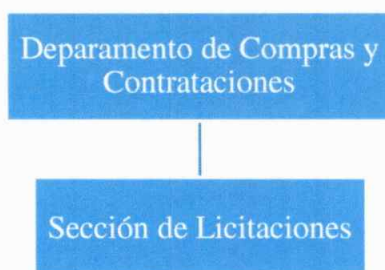 Deparamento de Compras y
Contrataciones
Sección de Licitaciones